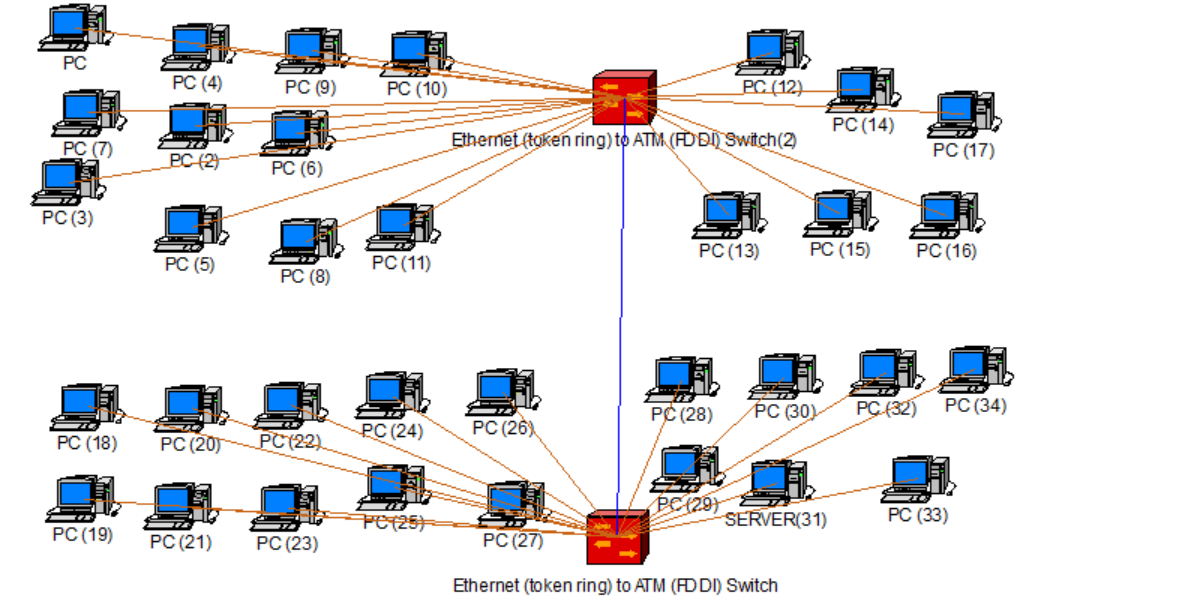 PC
PC (4)
PC (9)
PC (10)
PC (12)
PC (14)
PC (17)
PC (7)
PC (2)
PC (6)
Ethernet (token ring) to ATM (FDDI) Switch(2)
PC (3)
PC (5)
PC (8)
PC (11)
PC (13)
PC (15)
PC (16)
PC (18)
PC (20)
PC (22)
PC (24)
PC (26)
PC (28)
PC (30)
PC (32)
PC (34)
PC (19)
PC (21)
PC (23)
PC (25)
PC (27)
PC (29)
SERVER(31)
PC (33)
Ethernet (token ring) to ATM (FDDI) Switch